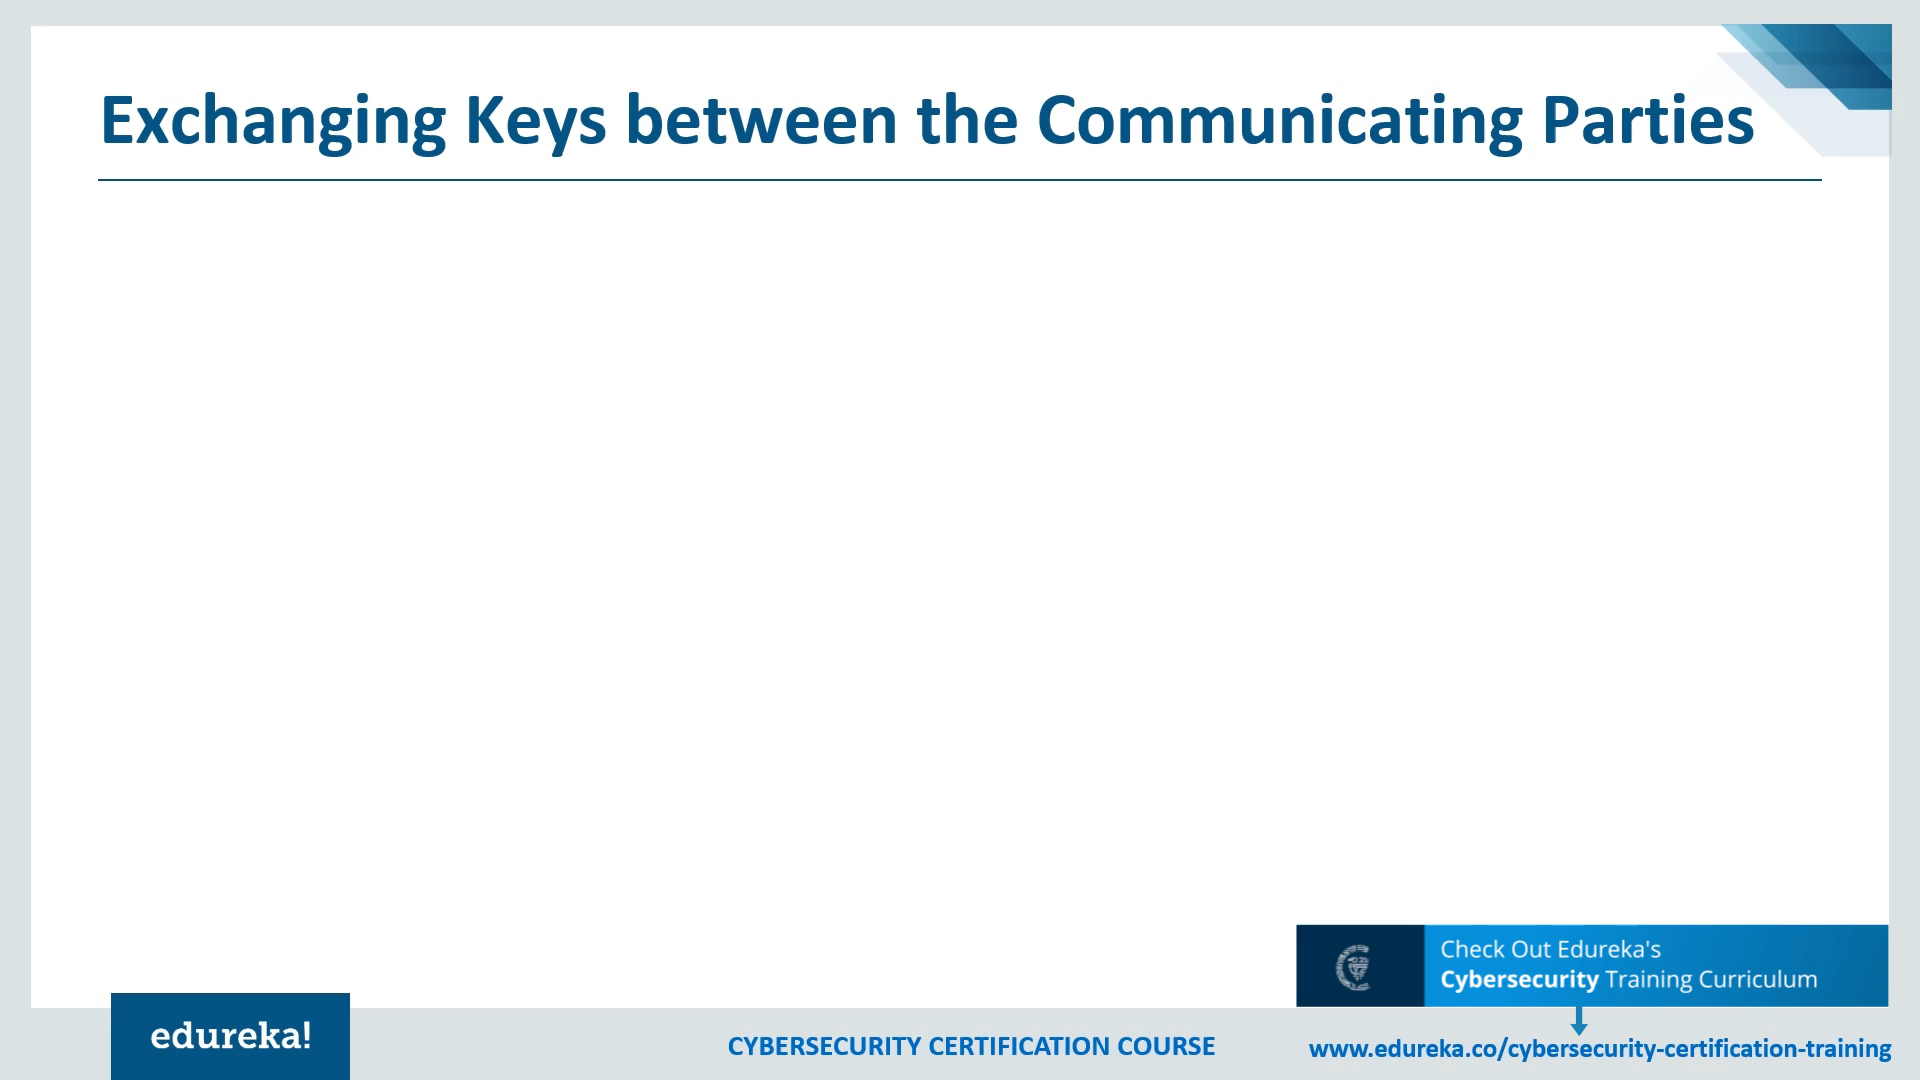 Exchanging Keys between the Communicating Parties
Check Out Edureka's
Cybersecurity Training Curriculum
edureka!
CYBERSECURITY CERTIFICATION COURSE
www.edureka.co/cybersecurity-certification-training